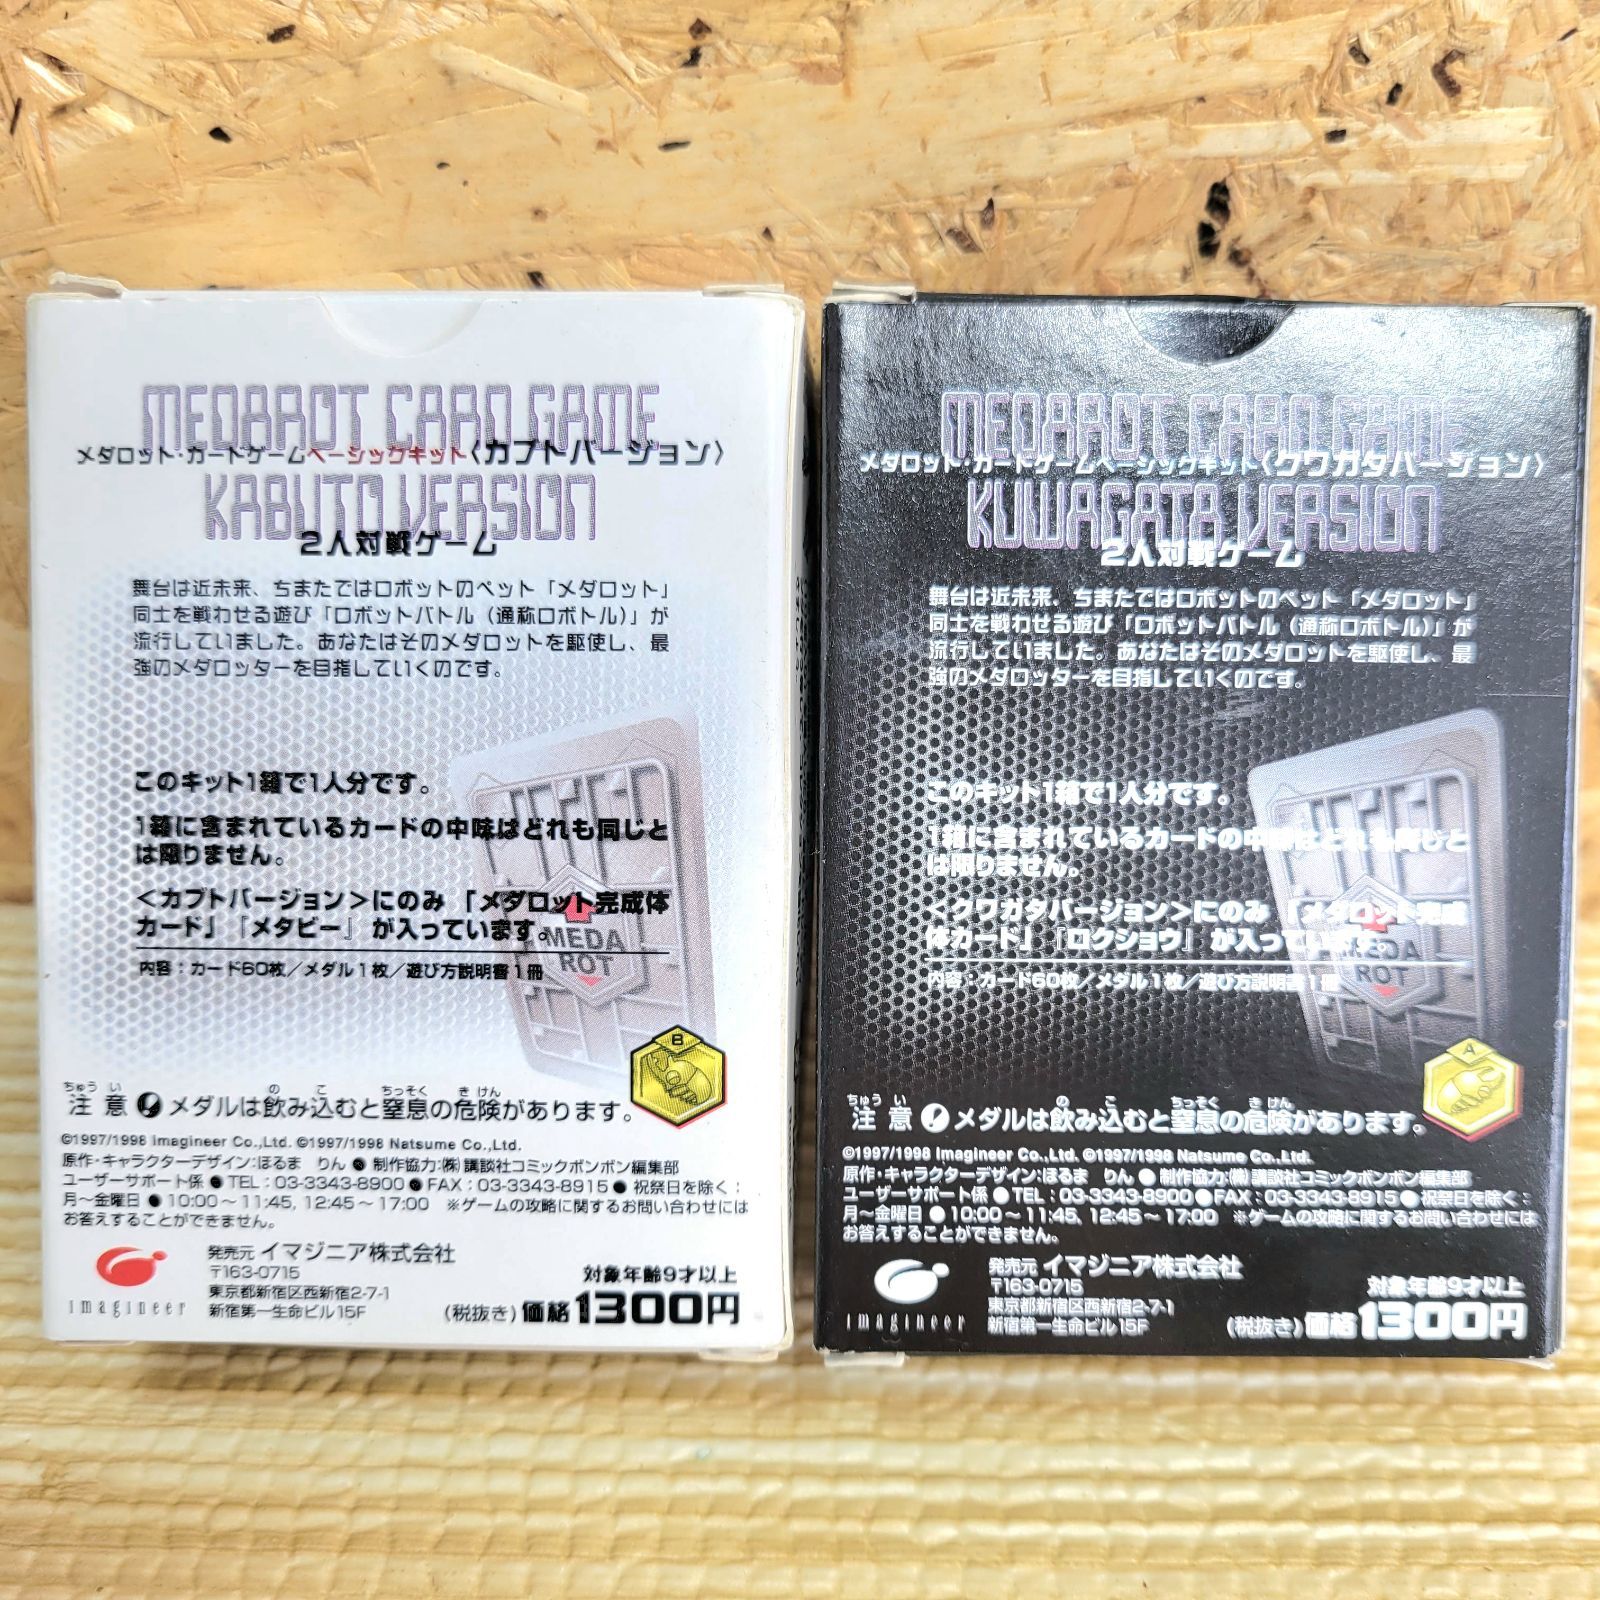 MEDAROT CARD GAME
メダロット・カードゲームベーシックキット〈カブトバージョン〉
KABUTO VERSION
2人対戦ゲーム
舞台は近未来、ちまたではロボットのペット「メダロット」
同士を戦わせる遊び「ロボットバトル（通称ロボトル）」が
流行していました。あなたはそのメダロットを駆使し、最
強のメダロッターを目指していくのです。
このキット1箱で1人分です。
1箱に含まれているカードの中味はどれも同じと
は限りません。
＜カブトバージョン＞にのみ「メダロット完成体
カード」『メタビー』が入っています。
MEDA
ROT
内容：カード60枚／メダル1枚／遊び方説明書1冊
B
ちゅう い の こ ちっそく き けん
注意 メダルは飲み込むと窒息の危険があります。
©1997/1998 Imagineer Co.,Ltd. ©1997/1998 Natsume Co.,Ltd.
原作・キャラクターデザイン：ほるま りん ● 制作協力：㈱講談社コミックボンボン編集部
ユーザーサポート係 ● TEL：03-3343-8900 ● FAX：03-3343-8915 ● 祝祭日を除く：
月～金曜日 ● 10:00～11:45, 12:45～17:00 ※ゲームの攻略に関するお問い合わせには
お答えすることができません。
imagineer
発売元 イマジニア株式会社
〒163-0715
東京都新宿区西新宿2-7-1
新宿第一生命ビル15F
対象年齢9才以上
(税抜き)価格1300円
MEDAROT CARD GAME
メダロット・カードゲームベーシックキット〈クワガタバージョン〉
KUWAGATA VERSION
2人対戦ゲーム
舞台は近未来、ちまたではロボットのペット「メダロット」
同士を戦わせる遊び「ロボットバトル（通称ロボトル）」が
流行していました。あなたはそのメダロットを駆使し、最
強のメダロッターを目指していくのです。
このキット1箱で1人分です。
1箱に含まれているカードの中味はどれも同じと
は限りません。
＜クワガタバージョン＞にのみ「メダロット完成
体カード」『ロクショウ』が入っています。
MEDA
ROT
内容：カード60枚／メダル1枚／遊び方説明書1冊
A
ちゅう い の こ ちっそく き けん
注意 メダルは飲み込むと窒息の危険があります。
©1997/1998 Imagineer Co.,Ltd. ©1997/1998 Natsume Co.,Ltd.
原作・キャラクターデザイン：ほるま りん ● 制作協力：㈱講談社コミックボンボン編集部
ユーザーサポート係 ● TEL：03-3343-8900 ● FAX：03-3343-8915 ● 祝祭日を除く：
月～金曜日 ● 10:00～11:45, 12:45～17:00 ※ゲームの攻略に関するお問い合わせには
お答えすることができません。
imagineer
発売元 イマジニア株式会社
〒163-0715
東京都新宿区西新宿2-7-1
新宿第一生命ビル15F
対象年齢9才以上
(税抜き)価格1300円